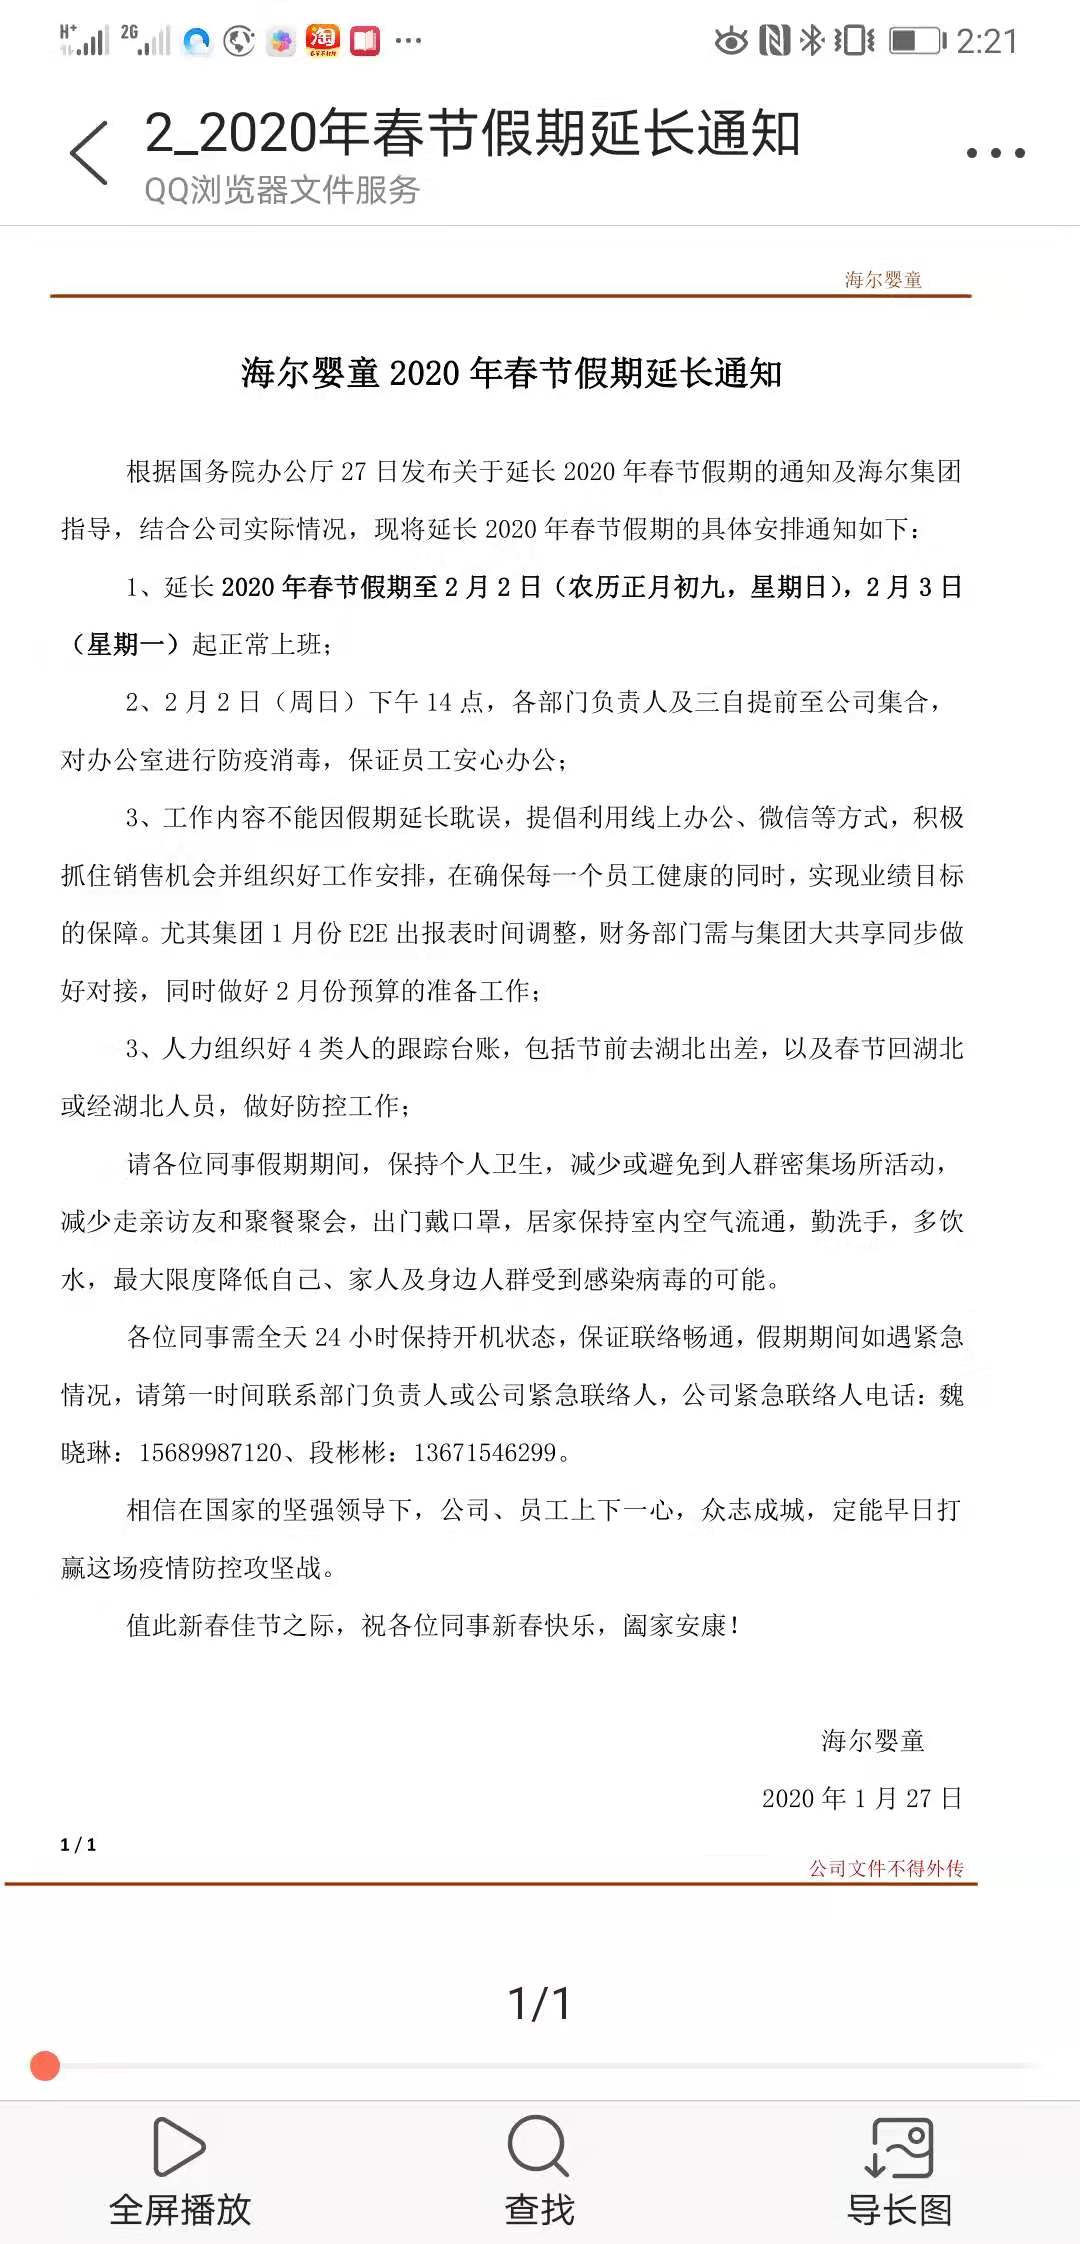 H+ 2G 淘 2:21
2_2020年春节假期延长通知
QQ浏览器文件服务
海尔婴童
海尔婴童 2020 年春节假期延长通知
根据国务院办公厅 27 日发布关于延长 2020 年春节假期的通知及海尔集团
指导，结合公司实际情况，现将延长 2020 年春节假期的具体安排通知如下：
1、延长 2020 年春节假期至 2 月 2 日（农历正月初九，星期日），2 月 3 日
（星期一）起正常上班；
2、2 月 2 日（周日）下午 14 点，各部门负责人及三自提前至公司集合，
对办公室进行防疫消毒，保证员工安心办公；
3、工作内容不能因假期延长耽误，提倡利用线上办公、微信等方式，积极
抓住销售机会并组织好工作安排，在确保每一个员工健康的同时，实现业绩目标
的保障。尤其集团 1 月份 E2E 出报表时间调整，财务部门需与集团大共享同步做
好对接，同时做好 2 月份预算的准备工作；
3、人力组织好 4 类人的跟踪台账，包括节前去湖北出差，以及春节回湖北
或经湖北人员，做好防控工作；
请各位同事假期期间，保持个人卫生，减少或避免到人群密集场所活动，
减少走亲访友和聚餐聚会，出门戴口罩，居家保持室内空气流通，勤洗手，多饮
水，最大限度降低自己、家人及身边人群受到感染病毒的可能。
各位同事需全天 24 小时保持开机状态，保证联络畅通，假期期间如遇紧急
情况，请第一时间联系部门负责人或公司紧急联络人，公司紧急联络人电话：魏
晓琳：15689987120、段彬彬：13671546299。
相信在国家的坚强领导下，公司、员工上下一心，众志成城，定能早日打
赢这场疫情防控攻坚战。
值此新春佳节之际，祝各位同事新春快乐，阖家安康！
海尔婴童
2020 年 1 月 27 日
1 / 1
公司文件不得外传
1/1
全屏播放 查找 导长图